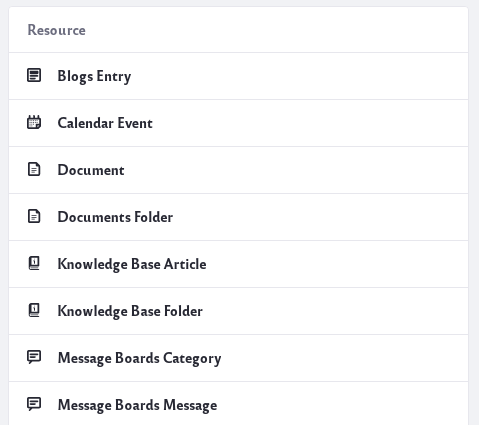 Resource
Blogs Entry
Calendar Event
Document
Documents Folder
Knowledge Base Article
Knowledge Base Folder
Message Boards Category
Message Boards Message